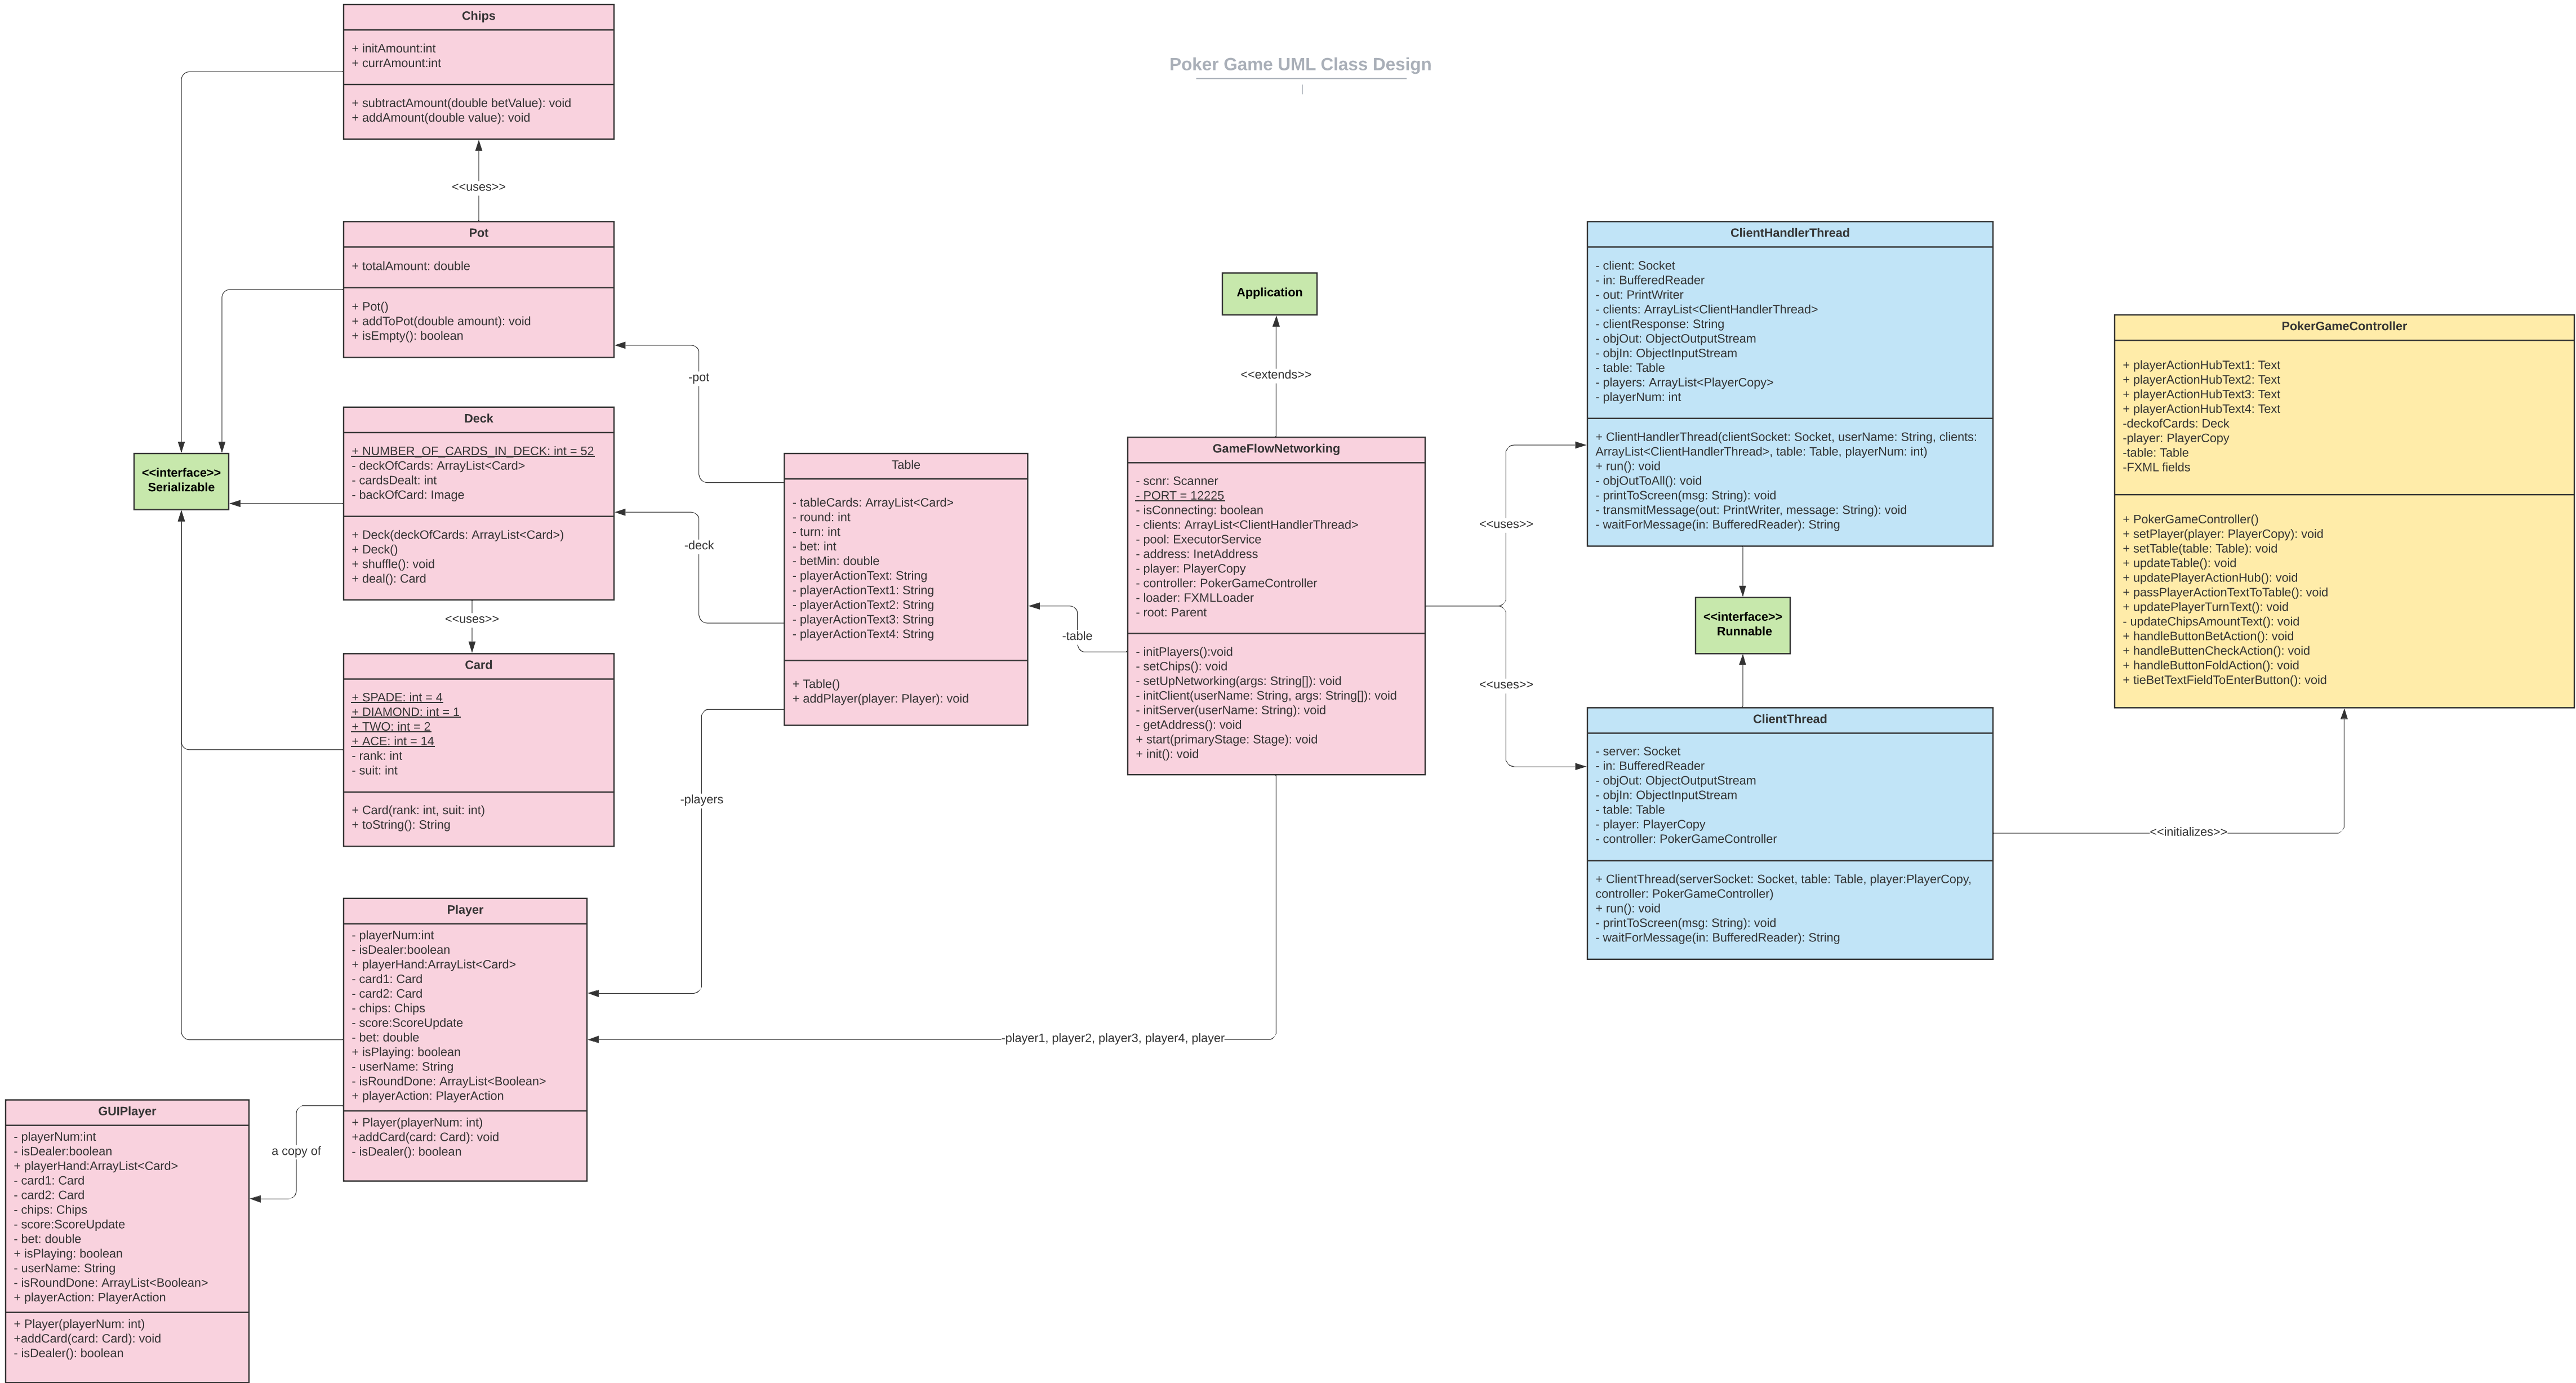 Poker Game UML Class Design
Chips
+ initAmount:int
+ currAmount:int
+ subtractAmount(double betValue): void
+ addAmount(double value): void
<<uses>>
Pot
+ totalAmount: double
+ Pot()
+ addToPot(double amount): void
+ isEmpty(): boolean
-pot
Deck
+ NUMBER_OF_CARDS_IN_DECK: int = 52
- deckOfCards: ArrayList<Card>
- cardsDealt: int
- backOfCard: Image
+ Deck(deckOfCards: ArrayList<Card>)
+ Deck()
+ shuffle(): void
+ deal(): Card
-deck
<<uses>>
<<interface>>
Serializable
Card
+ SPADE: int = 4
+ DIAMOND: int = 1
+ TWO: int = 2
+ ACE: int = 14
- rank: int
- suit: int
+ Card(rank: int, suit: int)
+ toString(): String
-players
Player
- playerNum:int
- isDealer:boolean
+ playerHand:ArrayList<Card>
- card1: Card
- card2: Card
- chips: Chips
- score:ScoreUpdate
- bet: double
+ isPlaying: boolean
- userName: String
- isRoundDone: ArrayList<Boolean>
+ playerAction: PlayerAction
+ Player(playerNum: int)
+addCard(card: Card): void
- isDealer(): boolean
a copy of
GUIPlayer
- playerNum:int
- isDealer:boolean
+ playerHand:ArrayList<Card>
- card1: Card
- card2: Card
- chips: Chips
- score:ScoreUpdate
- bet: double
+ isPlaying: boolean
- userName: String
- isRoundDone: ArrayList<Boolean>
+ playerAction: PlayerAction
+ Player(playerNum: int)
+addCard(card: Card): void
- isDealer(): boolean
Table
- tableCards: ArrayList<Card>
- round: int
- turn: int
- bet: int
- betMin: double
- playerActionText: String
- playerActionText1: String
- playerActionText2: String
- playerActionText3: String
- playerActionText4: String
+ Table()
+ addPlayer(player: Player): void
-table
-player1, player2, player3, player4, player
Application
<<extends>>
GameFlowNetworking
- scnr: Scanner
- PORT = 12225
- isConnecting: boolean
- clients: ArrayList<ClientHandlerThread>
- pool: ExecutorService
- address: InetAddress
- player: PlayerCopy
- controller: PokerGameController
- loader: FXMLLoader
- root: Parent
- initPlayers():void
- setChips(): void
- setUpNetworking(args: String[]): void
- initClient(userName: String, args: String[]): void
- initServer(userName: String): void
- getAddress(): void
+ start(primaryStage: Stage): void
+ init(): void
<<uses>>
<<uses>>
ClientHandlerThread
- client: Socket
- in: BufferedReader
- out: PrintWriter
- clients: ArrayList<ClientHandlerThread>
- clientResponse: String
- objOut: ObjectOutputStream
- objIn: ObjectInputStream
- table: Table
- players: ArrayList<PlayerCopy>
- playerNum: int
+ ClientHandlerThread(clientSocket: Socket, userName: String, clients:
ArrayList<ClientHandlerThread>, table: Table, playerNum: int)
+ run(): void
- objOutToAll(): void
- printToScreen(msg: String): void
- transmitMessage(out: PrintWriter, message: String): void
- waitForMessage(in: BufferedReader): String
<<interface>>
Runnable
ClientThread
- server: Socket
- in: BufferedReader
- objOut: ObjectOutputStream
- objIn: ObjectInputStream
- table: Table
- player: PlayerCopy
- controller: PokerGameController
+ ClientThread(serverSocket: Socket, table: Table, player:PlayerCopy,
controller: PokerGameController)
+ run(): void
- printToScreen(msg: String): void
- waitForMessage(in: BufferedReader): String
<<initializes>>
PokerGameController
+ playerActionHubText1: Text
+ playerActionHubText2: Text
+ playerActionHubText3: Text
+ playerActionHubText4: Text
-deckofCards: Deck
-player: PlayerCopy
-table: Table
-FXML fields
+ PokerGameController()
+ setPlayer(player: PlayerCopy): void
+ setTable(table: Table): void
+ updateTable(): void
+ updatePlayerActionHub(): void
+ passPlayerActionTextToTable(): void
+ updatePlayerTurnText(): void
- updateChipsAmountText(): void
+ handleButtonBetAction(): void
+ handleButtenCheckAction(): void
+ handleButtonFoldAction(): void
+ tieBetTextFieldToEnterButton(): void